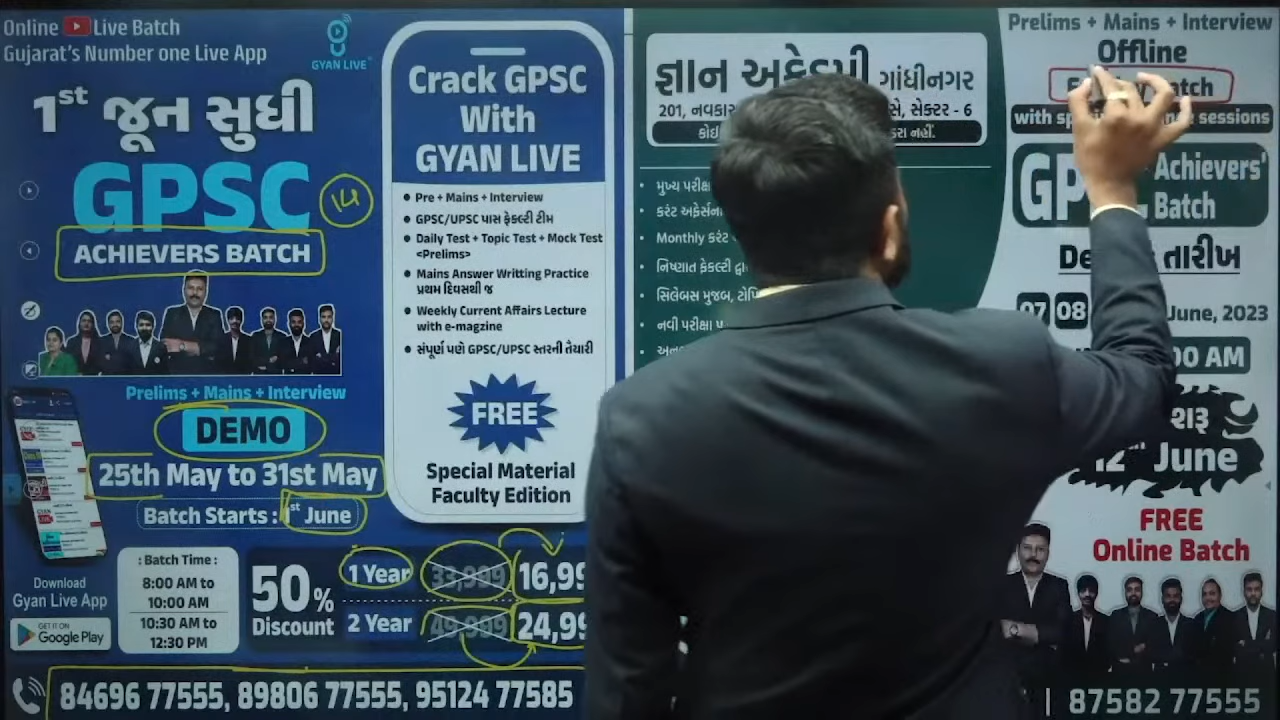 Online Live Batch
Gujarat's Number one Live App
GYAN LIVE
1st જૂન સુધી
GPSC
14
ACHIEVERS BATCH
Prelims + Mains + Interview
DEMO
25th May to 31st May
Batch Starts : 1st June
Download
Gyan Live App
GET IT ON
Google Play
: Batch Time :
8:00 AM to
10:00 AM
10:30 AM to
12:30 PM
50%
Discount
1 Year 33,999 16,99
2 Year 49,999 24,99
84696 77555, 89806 77555, 95124 77585
Crack GPSC
With
GYAN LIVE
Pre + Mains + Interview
GPSC/UPSC પાસ ફેકલ્ટી ટીમ
Daily Test + Topic Test + Mock Test
<Prelims>
Mains Answer Writting Practice
પ્રથમ દિવસથી જ
Weekly Current Affairs Lecture
with e-magzine
સંપૂર્ણ પણે GPSC/UPSC સ્તરની તૈયારી
FREE
Special Material
Faculty Edition
જ્ઞાન અકેદમી ગાંધીનગર
201, સેક્ટર - 6
નહીં.
મુખ્ય પરીક્ષા
કરંટ અફેર્સના
Monthly કરંટ
નિષ્ણાત ફેકલ્ટી
સિલેબસ મુજબ,
નવી પરીક્ષા
Prelims + Mains + Interview
Offline
with sessions
Achievers'
Batch
તારીખ
07 08 June, 2023
00 AM
શરૂ
12th June
FREE
Online Batch
| 87582 77555